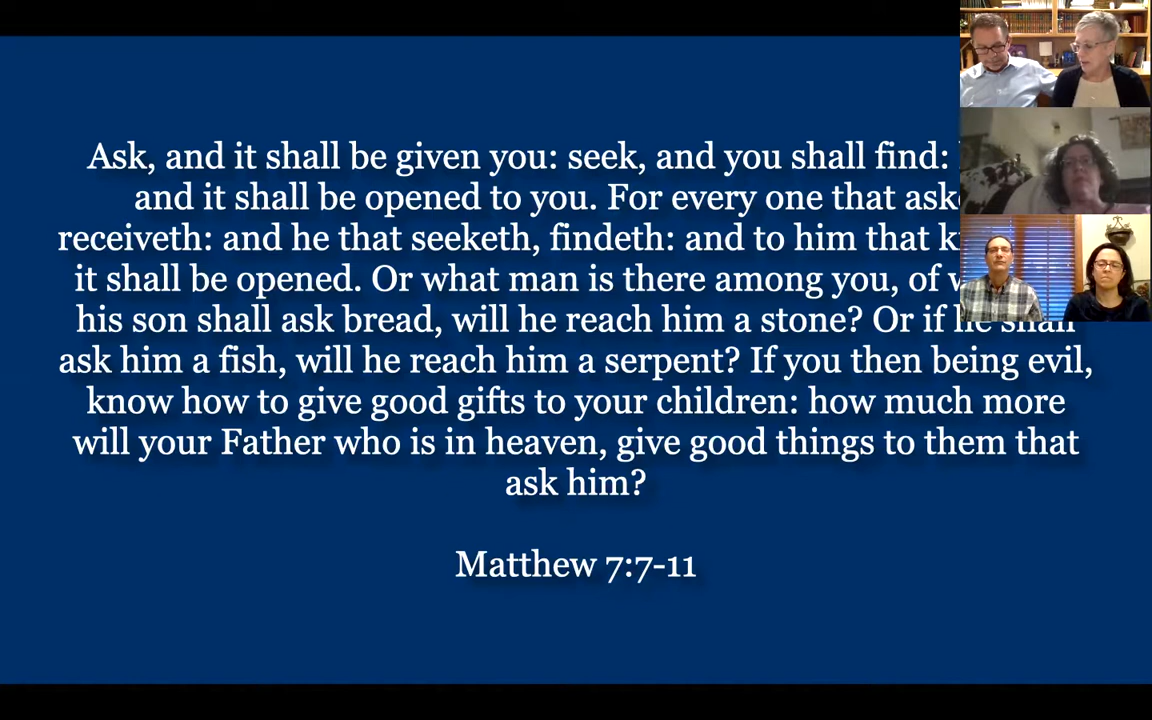 Ask, and it shall be given you: seek, and you shall find:
and it shall be opened to you. For every one that
receiveth: and he that seeketh, findeth: and to him that
it shall be opened. Or what man is there among you, of
his son shall ask bread, will he reach him a stone? Or if he shall
ask him a fish, will he reach him a serpent? If you then being evil,
know how to give good gifts to your children: how much more
will your Father who is in heaven, give good things to them that
ask him?
Matthew 7:7-11